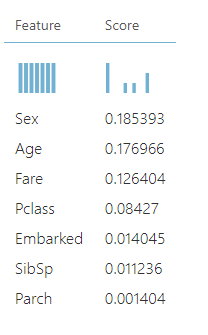 Feature Score
Sex 0.185393
Age 0.176966
Fare 0.126404
Pclass 0.08427
Embarked 0.014045
SibSp 0.011236
Parch 0.001404